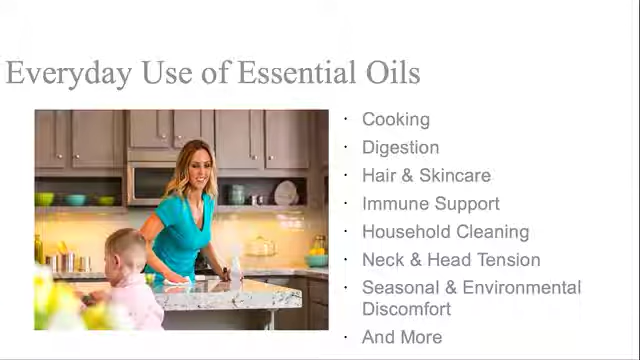 Everyday Use of Essential Oils
· Cooking
· Digestion
· Hair & Skincare
· Immune Support
· Household Cleaning
· Neck & Head Tension
· Seasonal & Environmental
Discomfort
· And More